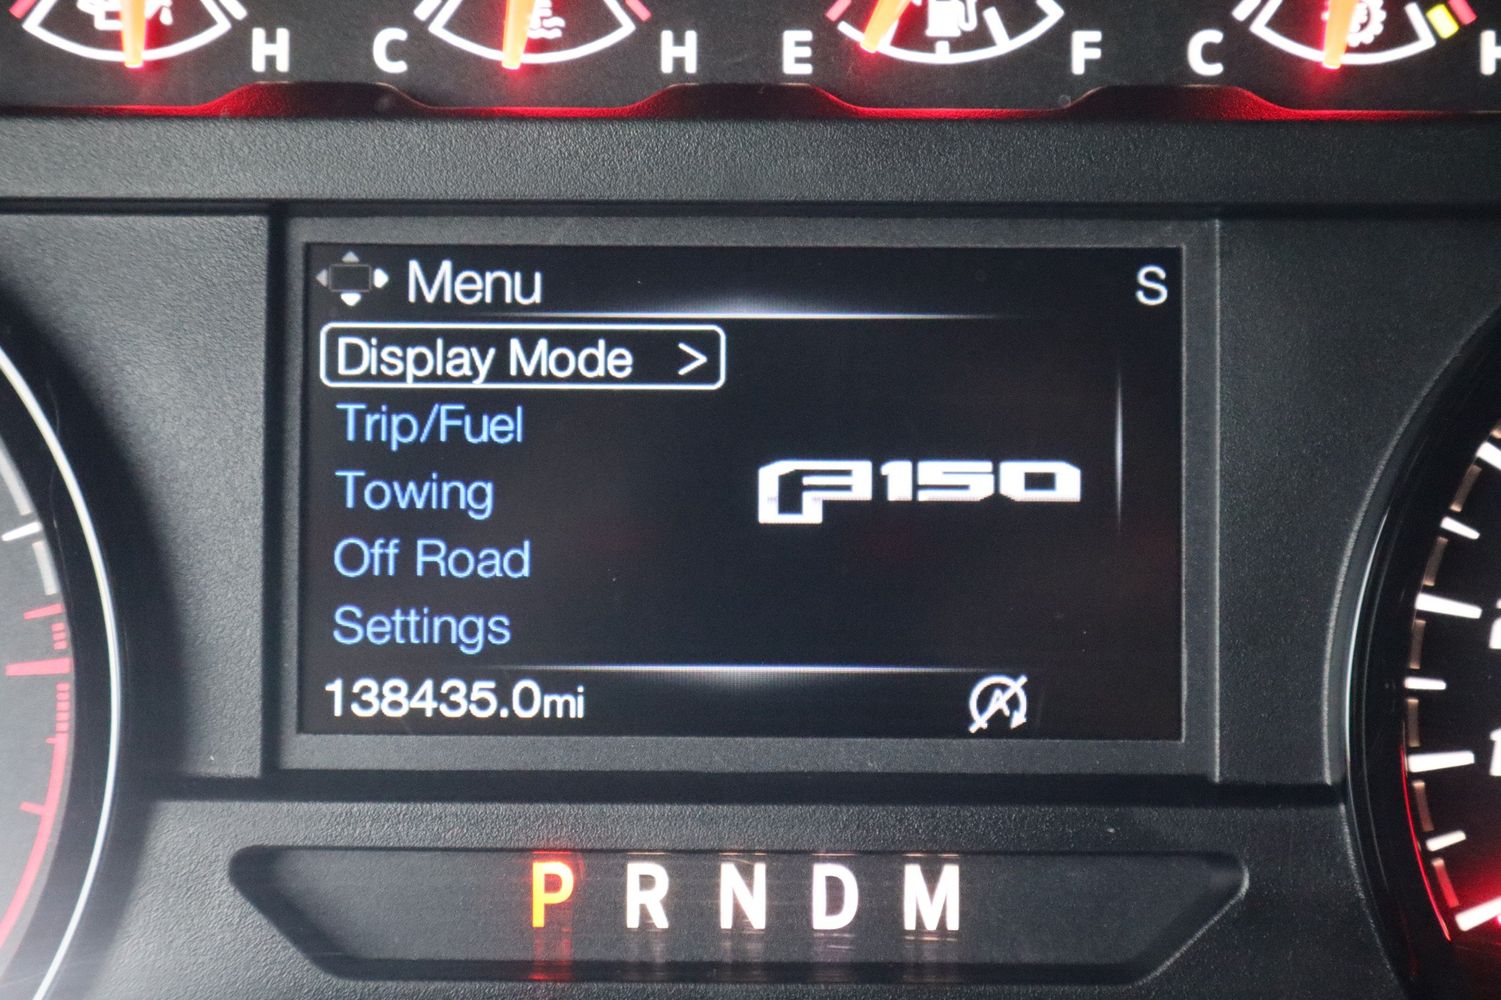 H C H E F C H
Menu S
Display Mode >
Trip/Fuel
Towing
F150
Off Road
Settings
138435.0mi A
P R N D M